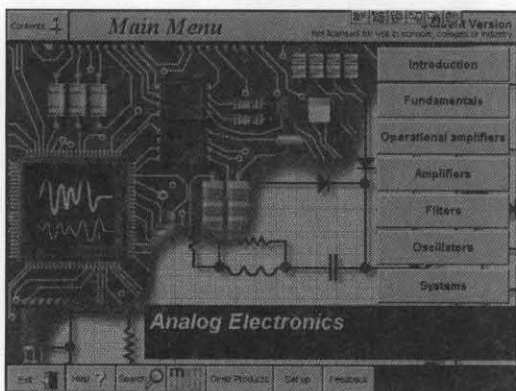 Contents
Main Menu
Version
Not licensed for use in schools, colleges or industry
Introduction
Fundamentals
Operational amplifiers
Amplifiers
Filters
Oscillators
Systems
Analog Electronics
Exit
Help ?
Search
Other Products
Set up
Feedback